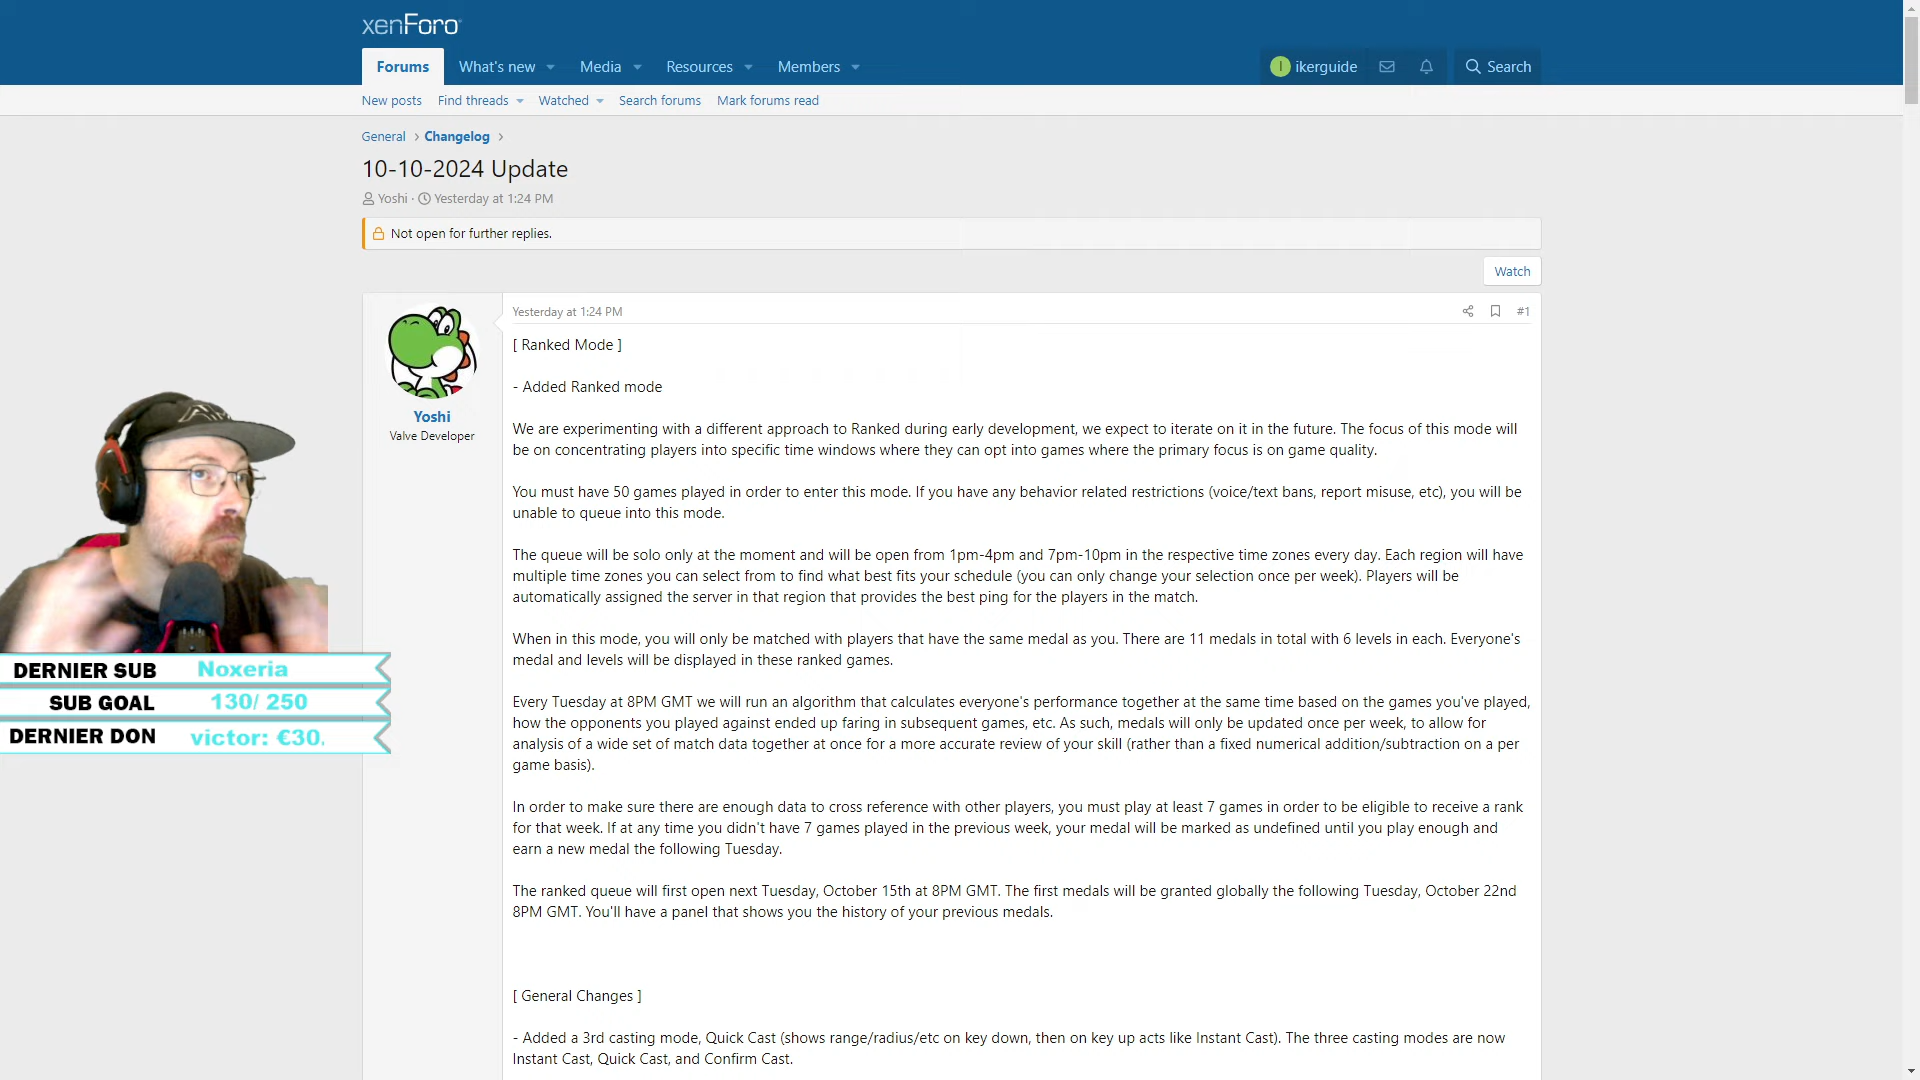 xenForo
Forums What's new Media Resources Members ikerguide Search
New posts Find threads Watched Search forums Mark forums read
General Changelog
10-10-2024 Update
Yoshi · Yesterday at 1:24 PM
Not open for further replies.
Watch
Yesterday at 1:24 PM #1
Yoshi
Valve Developer
[ Ranked Mode ]
- Added Ranked mode
We are experimenting with a different approach to Ranked during early development, we expect to iterate on it in the future. The focus of this mode will
be on concentrating players into specific time windows where they can opt into games where the primary focus is on game quality.
You must have 50 games played in order to enter this mode. If you have any behavior related restrictions (voice/text bans, report misuse, etc), you will be
unable to queue into this mode.
The queue will be solo only at the moment and will be open from 1pm-4pm and 7pm-10pm in the respective time zones every day. Each region will have
multiple time zones you can select from to find what best fits your schedule (you can only change your selection once per week). Players will be
automatically assigned the server in that region that provides the best ping for the players in the match.
When in this mode, you will only be matched with players that have the same medal as you. There are 11 medals in total with 6 levels in each. Everyone's
medal and levels will be displayed in these ranked games.
Every Tuesday at 8PM GMT we will run an algorithm that calculates everyone's performance together at the same time based on the games you've played,
how the opponents you played against ended up faring in subsequent games, etc. As such, medals will only be updated once per week, to allow for
analysis of a wide set of match data together at once for a more accurate review of your skill (rather than a fixed numerical addition/subtraction on a per
game basis).
In order to make sure there are enough data to cross reference with other players, you must play at least 7 games in order to be eligible to receive a rank
for that week. If at any time you didn't have 7 games played in the previous week, your medal will be marked as undefined until you play enough and
earn a new medal the following Tuesday.
The ranked queue will first open next Tuesday, October 15th at 8PM GMT. The first medals will be granted globally the following Tuesday, October 22nd
8PM GMT. You'll have a panel that shows you the history of your previous medals.
[ General Changes ]
- Added a 3rd casting mode, Quick Cast (shows range/radius/etc on key down, then on key up acts like Instant Cast). The three casting modes are now
Instant Cast, Quick Cast, and Confirm Cast.
DERNIER SUB Noxeria
SUB GOAL 130/ 250
DERNIER DON victor: €30.